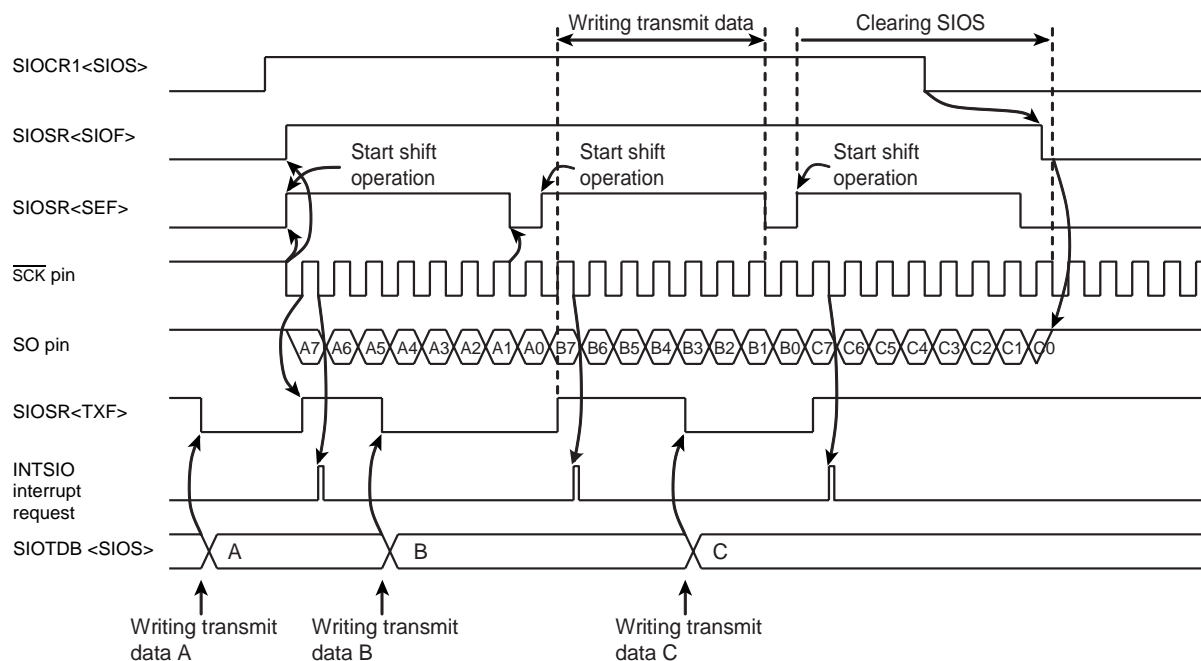 Writing transmit data
Clearing SIOS
SIOCR1<SIOS>
SIOSR<SIOF>
Start shift
operation
Start shift
operation
Start shift
operation
SIOSR<SEF>
SCK pin
SO pin
A7 A6 A5 A4 A3 A2 A1 A0 B7 B6 B5 B4 B3 B2 B1 B0 C7 C6 C5 C4 C3 C2 C1 C0
SIOSR<TXF>
INTSIO
interrupt
request
SIOTDB <SIOS>
A B C
Writing transmit
data A
Writing transmit
data B
Writing transmit
data C